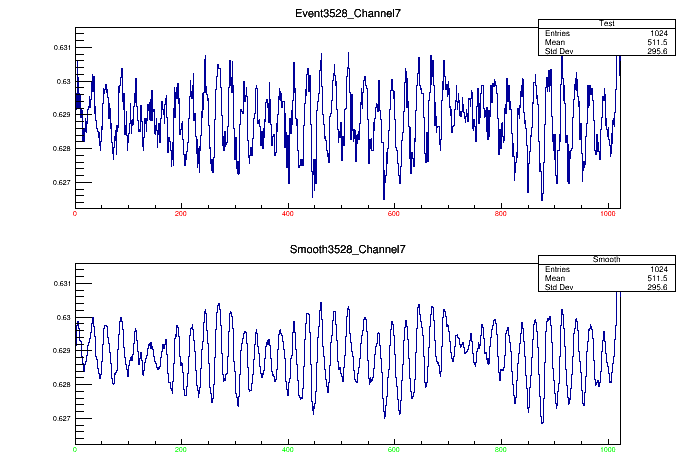 Event3528_Channel7
Test
Entries 1024
Mean 511.5
Std Dev 295.6
0.631
0.63
0.629
0.628
0.627
0 200 400 600 800 1000
Smooth3528_Channel7
Smooth
Entries 1024
Mean 511.5
Std Dev 295.6
0.631
0.63
0.629
0.628
0.627
0 200 400 600 800 1000